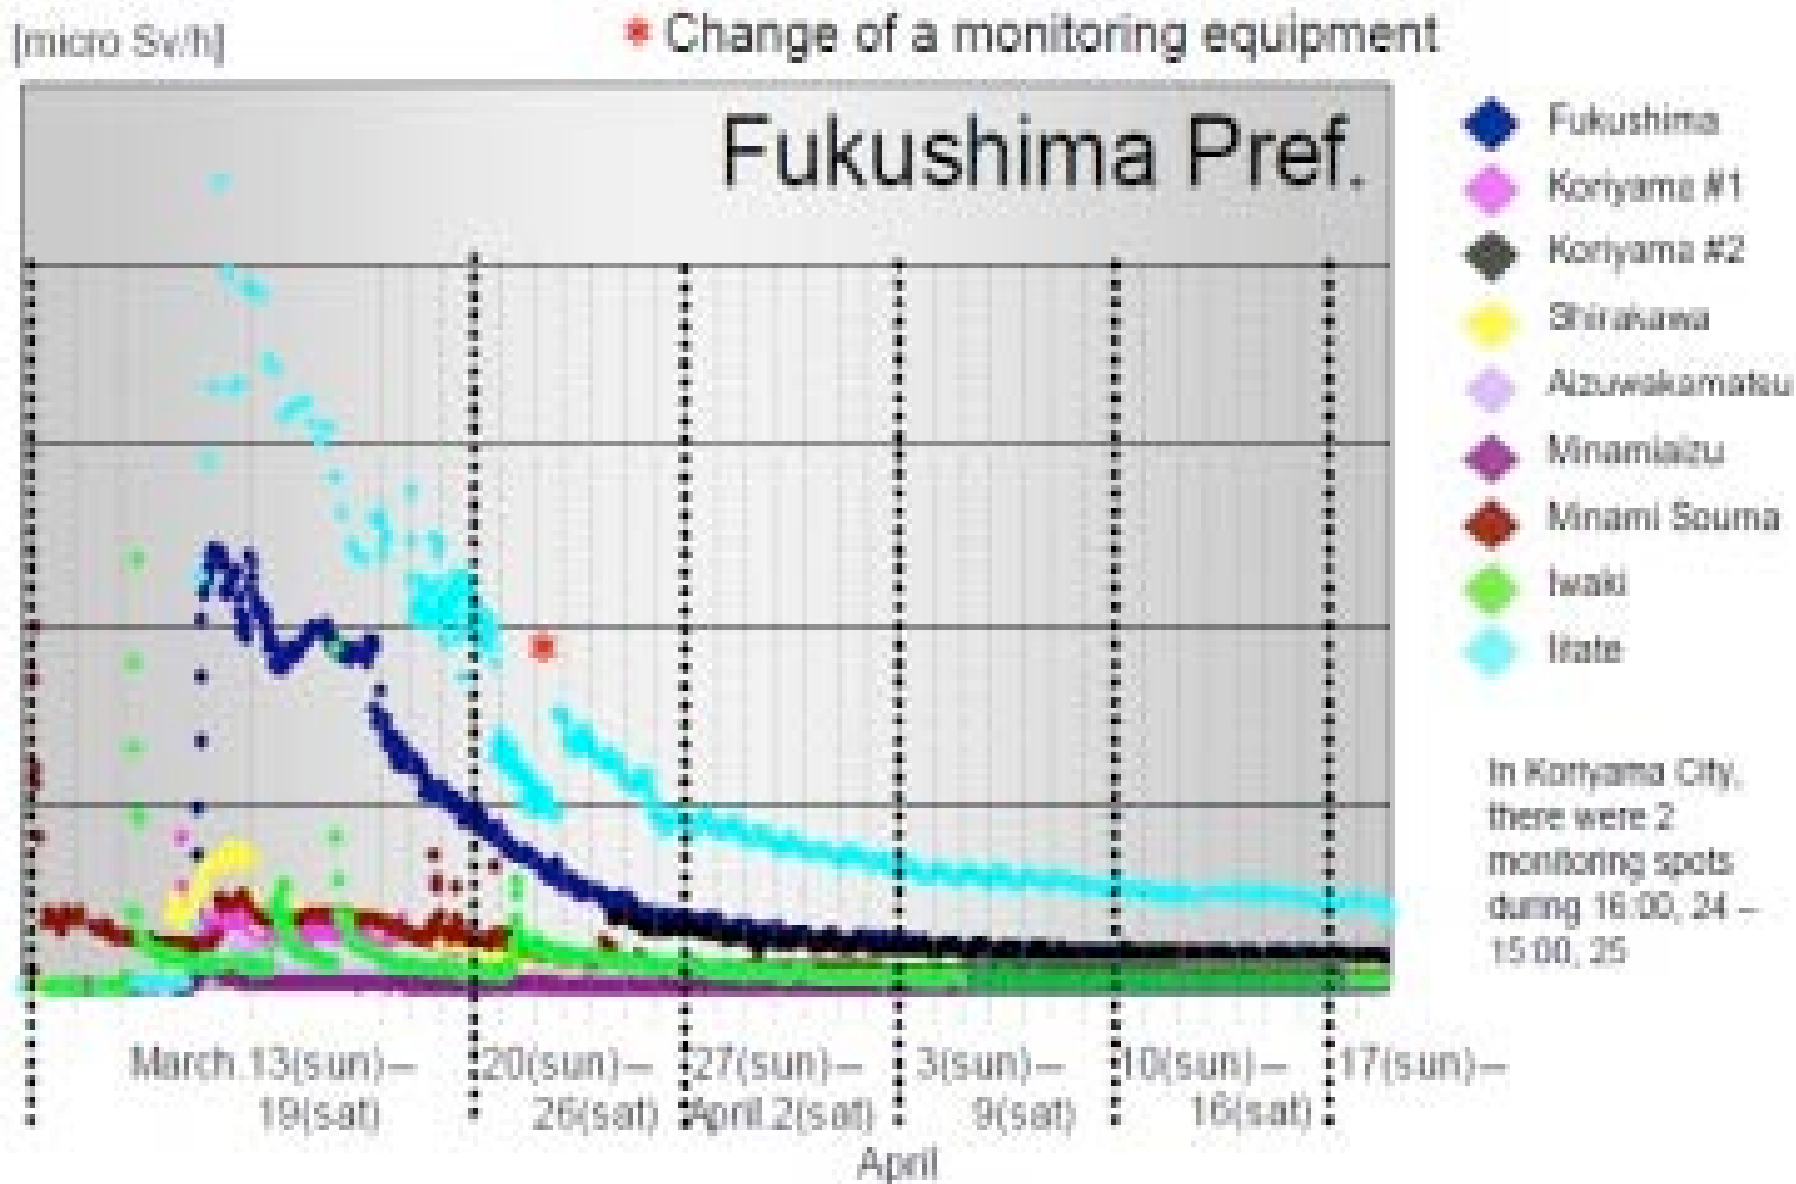 [micro Sv/h]
* Change of a monitoring equipment
Fukushima Pref.
Fukushima
Koriyama #1
Koriyama #2
Shirakawa
Aizuwakamatsu
Minamiaizu
Minami Souma
Iwaki
Iitate
In Koriyama City,
there were 2
monitoring spots
during 16:00, 24 –
15:00, 25
March.13(sun)–
19(sat)
20(sun)–
26(sat)
27(sun)–
April.2(sat)
3(sun)–
9(sat)
10(sun)–
16(sat)
17(sun)–
April